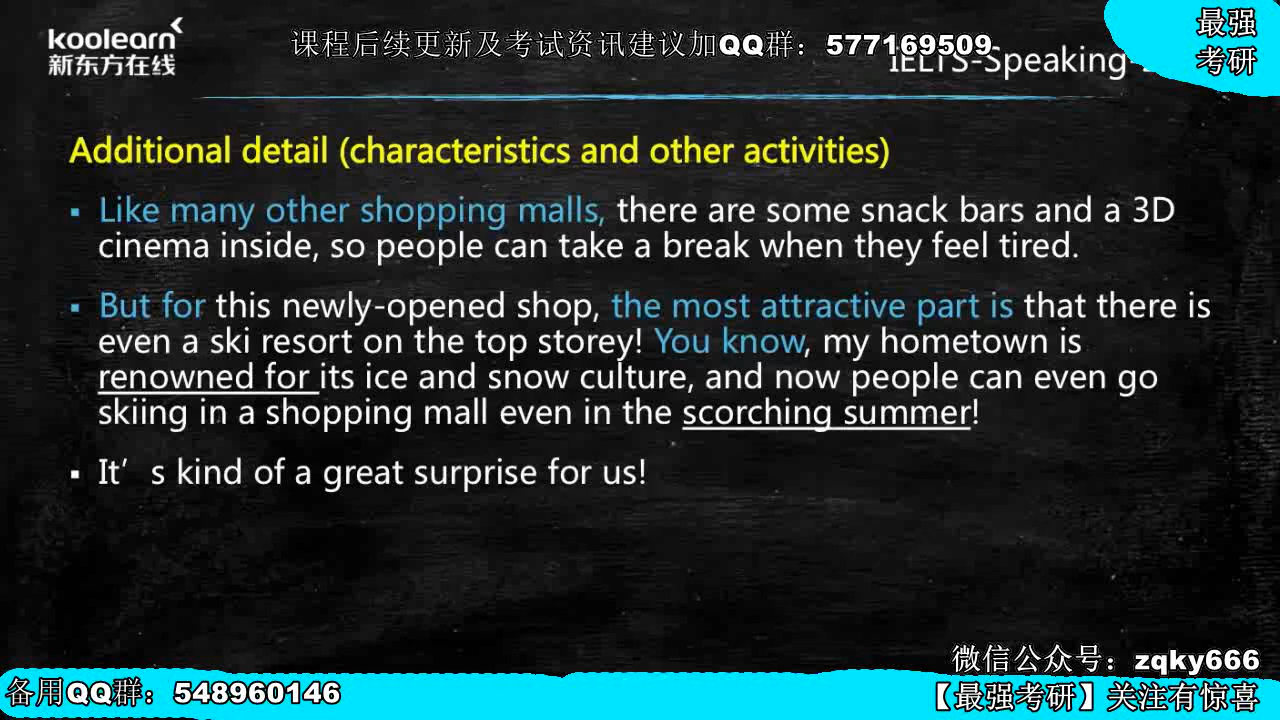 koolearn
新东方在线
课程后续更新及考试资讯建议加QQ群：577169509
IELTS-Speaking-
最强
考研
Additional detail (characteristics and other activities)
▪ Like many other shopping malls, there are some snack bars and a 3D
cinema inside, so people can take a break when they feel tired.
▪ But for this newly-opened shop, the most attractive part is that there is
even a ski resort on the top storey! You know, my hometown is
renowned for its ice and snow culture, and now people can even go
skiing in a shopping mall even in the scorching summer!
▪ It’s kind of a great surprise for us!
微信公众号：zqky666
备用QQ群：548960146
【最强考研】关注有惊喜